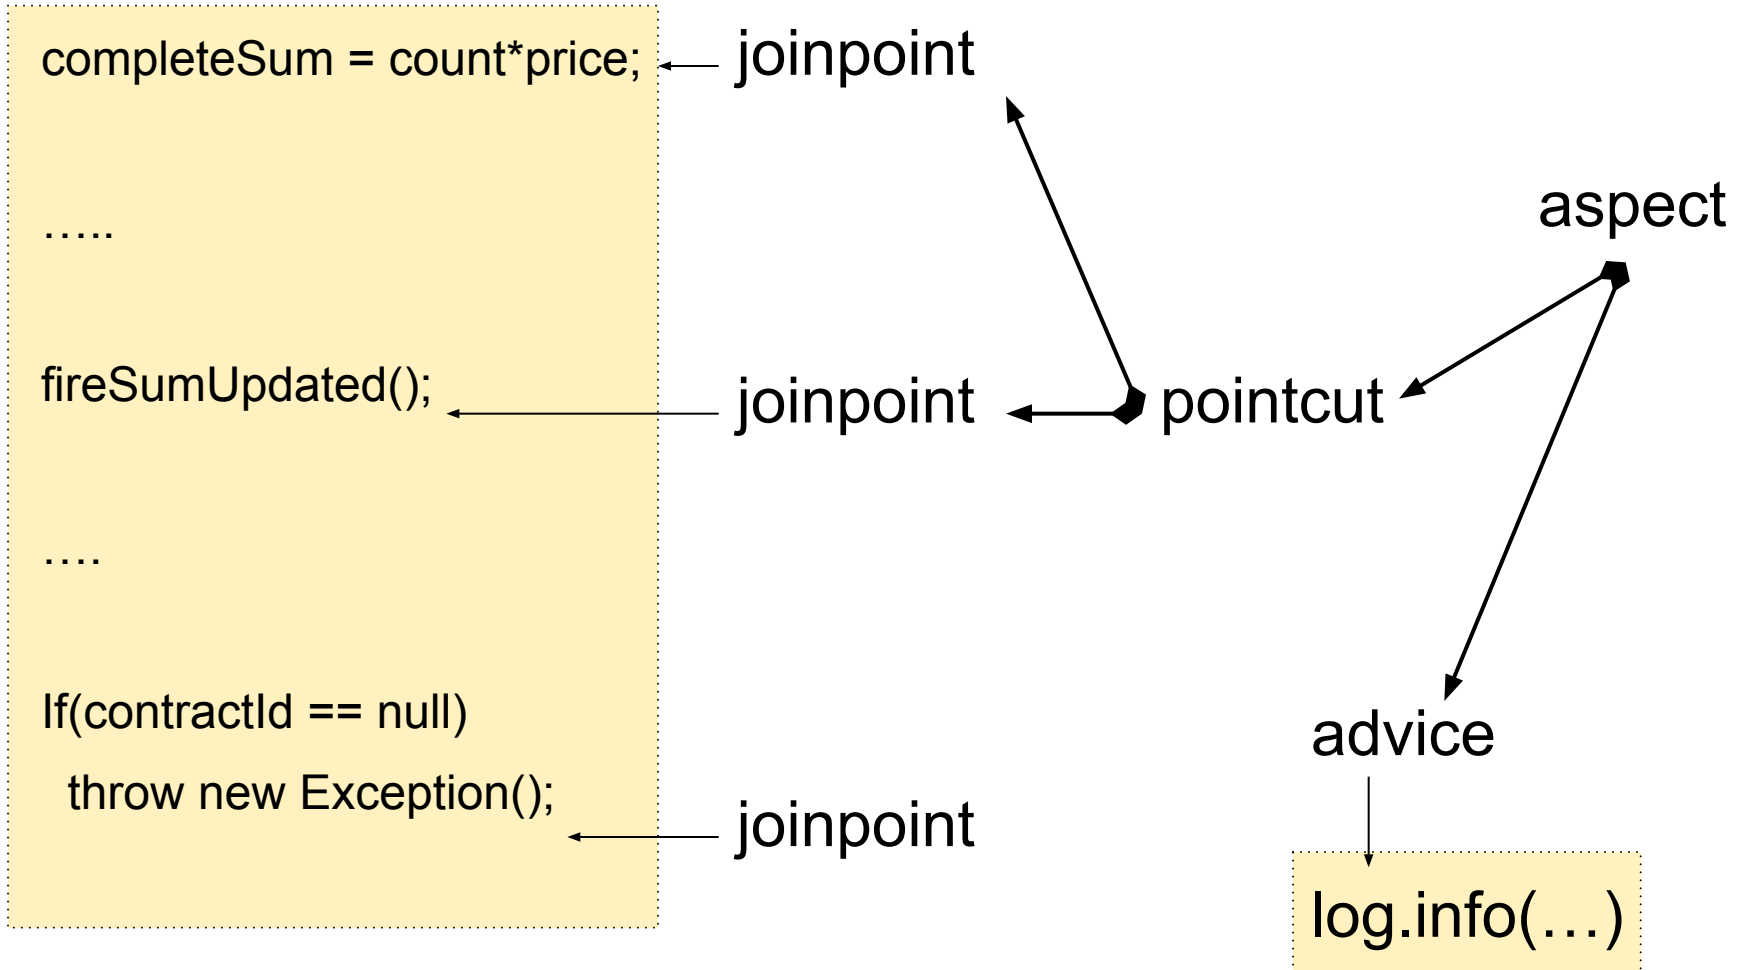 completeSum = count*price;
joinpoint
…..
aspect
fireSumUpdated();
joinpoint
pointcut
….
If(contractId == null)
throw new Exception();
advice
joinpoint
log.info(…)